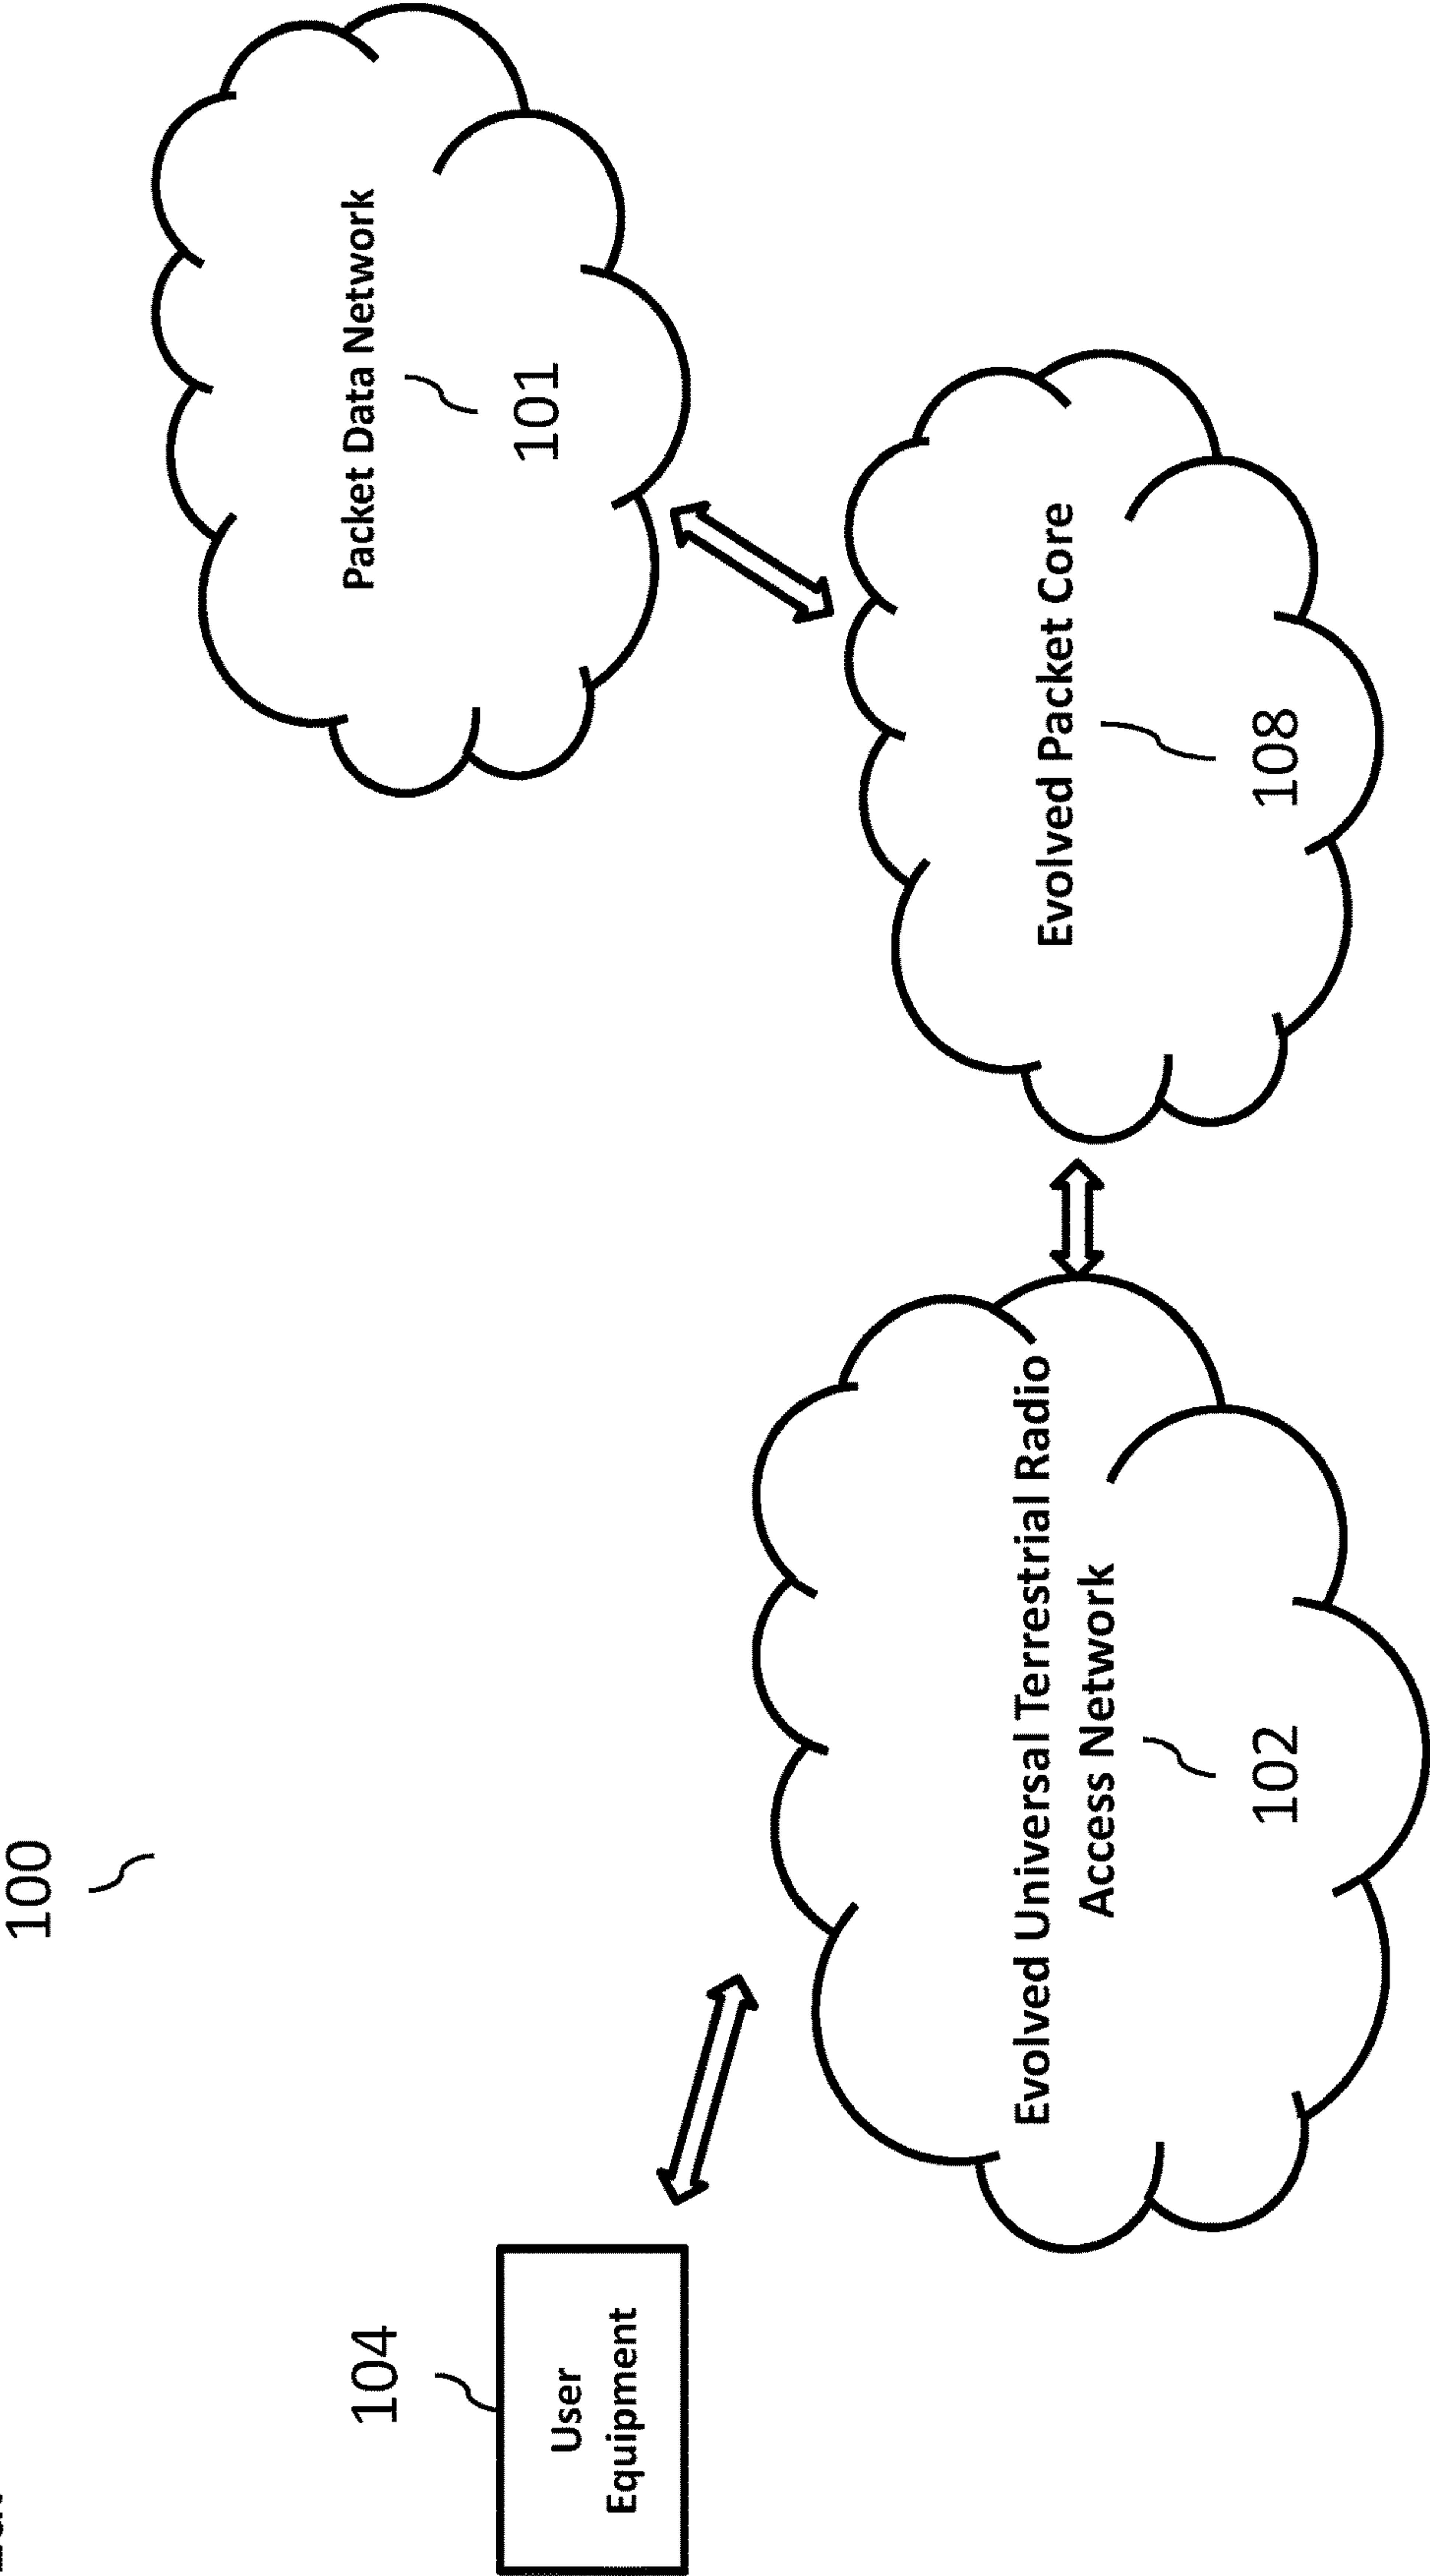 100
Packet Data Network
101
104
User
Equipment
Evolved Universal Terrestrial Radio
Access Network
102
Evolved Packet Core
108